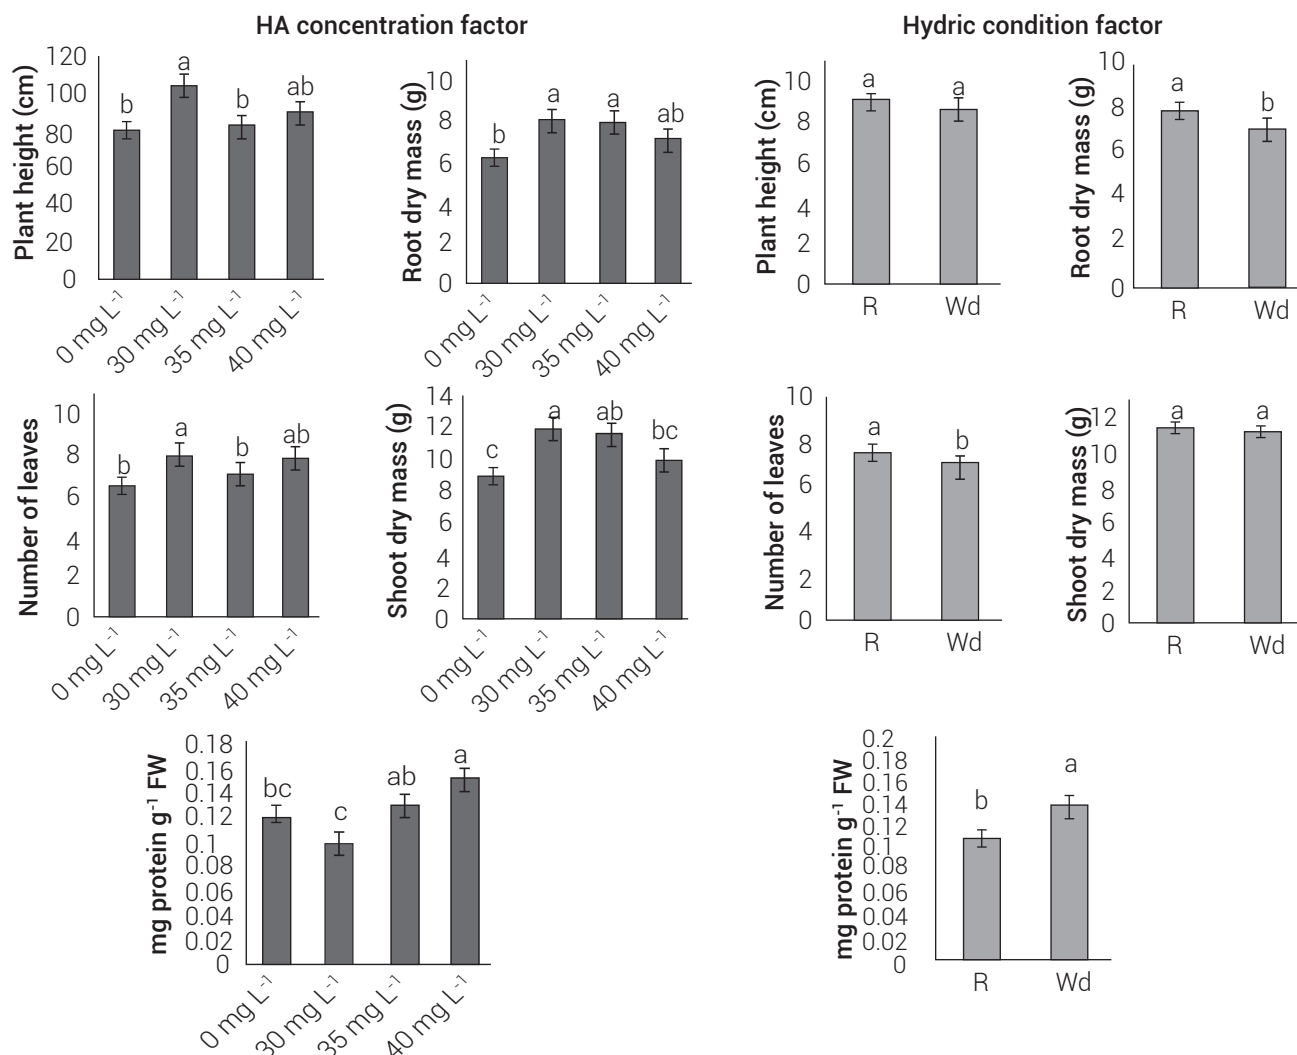 HA concentration factor
Hydric condition factor
Plant height (cm)
120
100
80
60
40
20
0
b
a
b
ab
0 mg L-1
30 mg L-1
35 mg L-1
40 mg L-1
Root dry mass (g)
10
8
6
4
2
0
b
a
a
ab
0 mg L-1
30 mg L-1
35 mg L-1
40 mg L-1
Plant height (cm)
10
8
6
4
2
0
a
a
R
Wd
Root dry mass (g)
10
8
6
4
2
0
a
b
R
Wd
Number of leaves
10
8
6
4
2
0
b
a
b
ab
0 mg L-1
30 mg L-1
35 mg L-1
40 mg L-1
Shoot dry mass (g)
14
12
10
8
6
4
2
0
c
a
ab
bc
0 mg L-1
30 mg L-1
35 mg L-1
40 mg L-1
Number of leaves
10
8
6
4
2
0
a
b
R
Wd
Shoot dry mass (g)
12
10
8
6
4
2
0
a
a
R
Wd
mg protein g-1 FW
0.18
0.16
0.14
0.12
0.1
0.08
0.06
0.04
0.02
0
bc
c
ab
a
0 mg L-1
30 mg L-1
35 mg L-1
40 mg L-1
mg protein g-1 FW
0.2
0.18
0.16
0.14
0.12
0.1
0.08
0.06
0.04
0.02
0
b
a
R
Wd